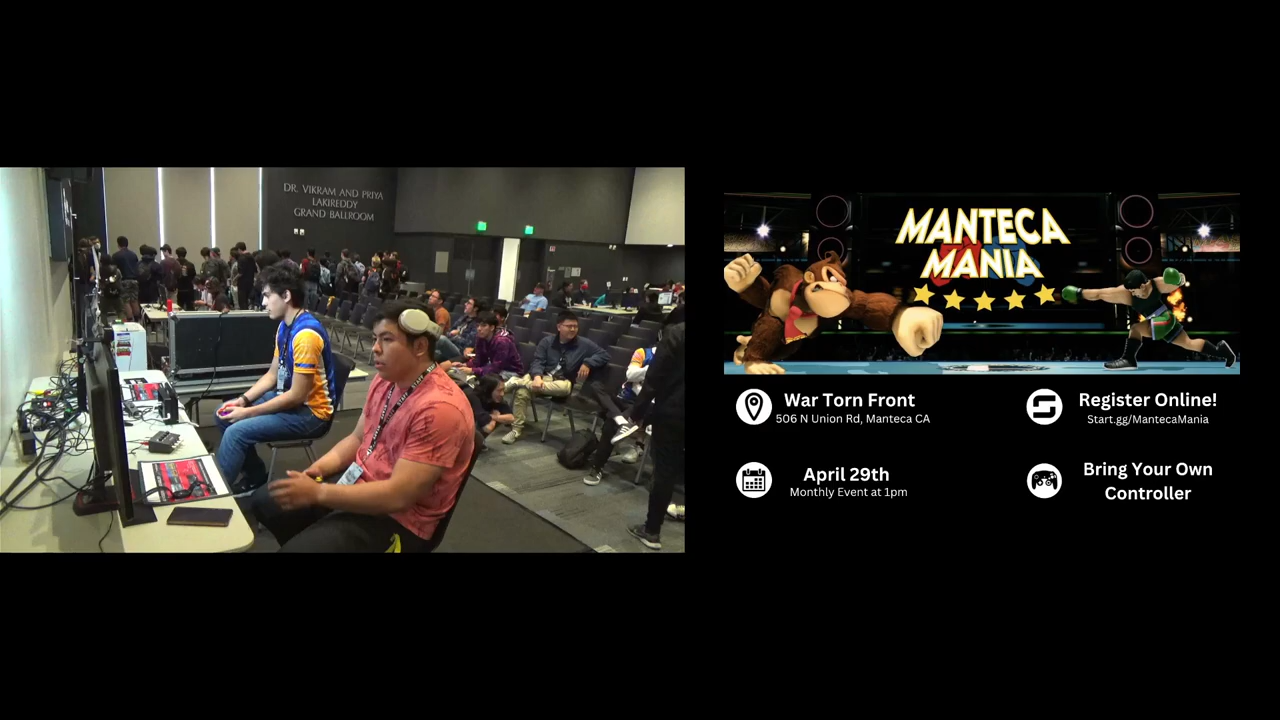 DR. VIKRAM AND PRIYA
LAKIREDDY
GRAND BALLROOM
MANTECA
MANIA
War Torn Front
506 N Union Rd, Manteca CA
Register Online!
Start.gg/MantecaMania
April 29th
Monthly Event at 1pm
Bring Your Own
Controller